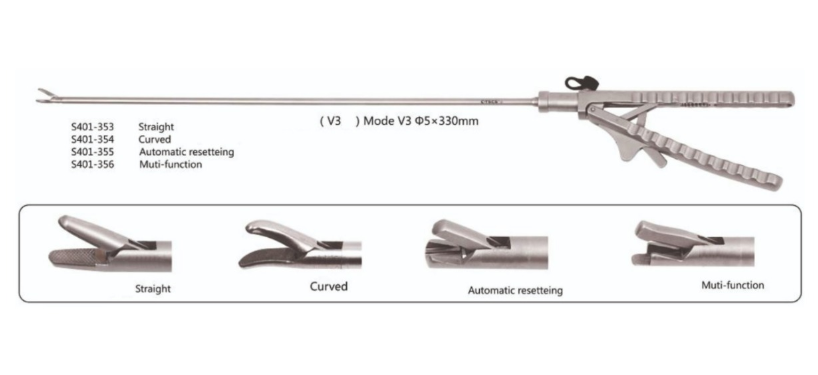 ( V3 ) Mode V3 Φ5×330mm
S401-353 Straight
S401-354 Curved
S401-355 Automatic resetteing
S401-356 Muti-function
Straight
Curved
Automatic resetteing
Muti-function